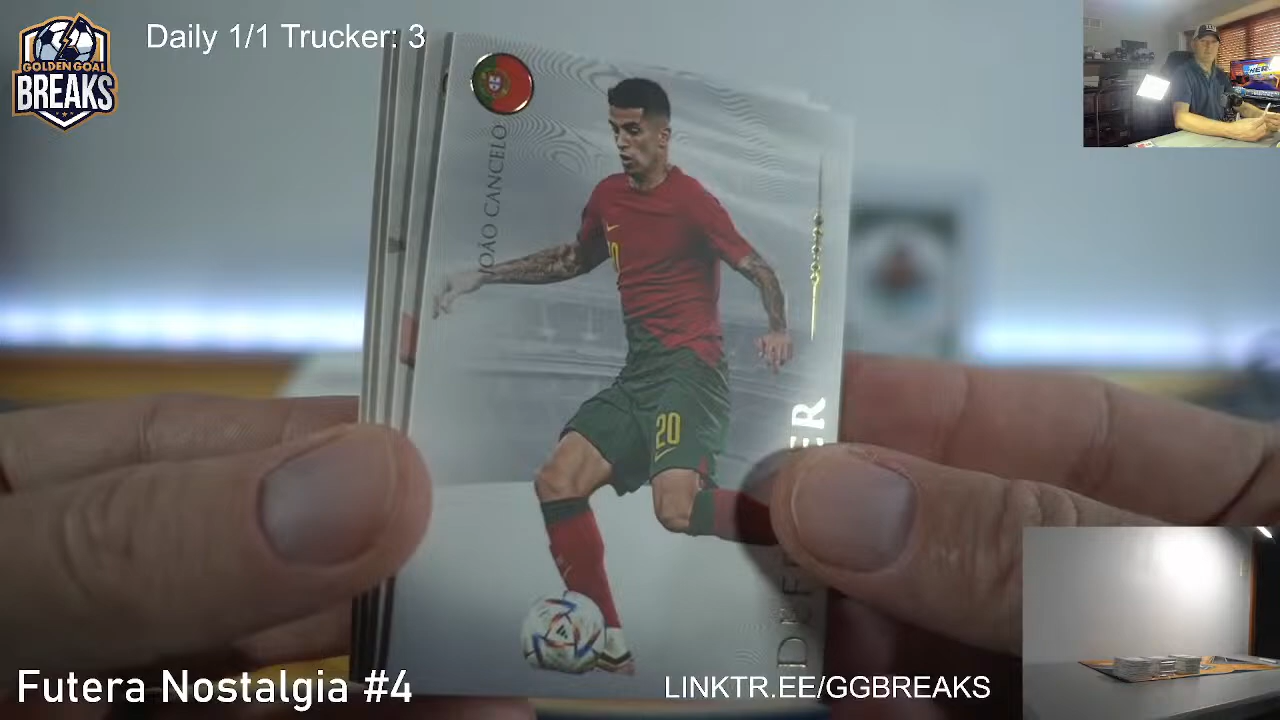 Daily 1/1 Trucker: 3
GOLDEN GOAL
BREAKS
JOÃO CANCELO
20
Futera Nostalgia #4
LINKTR.EE/GGBREAKS